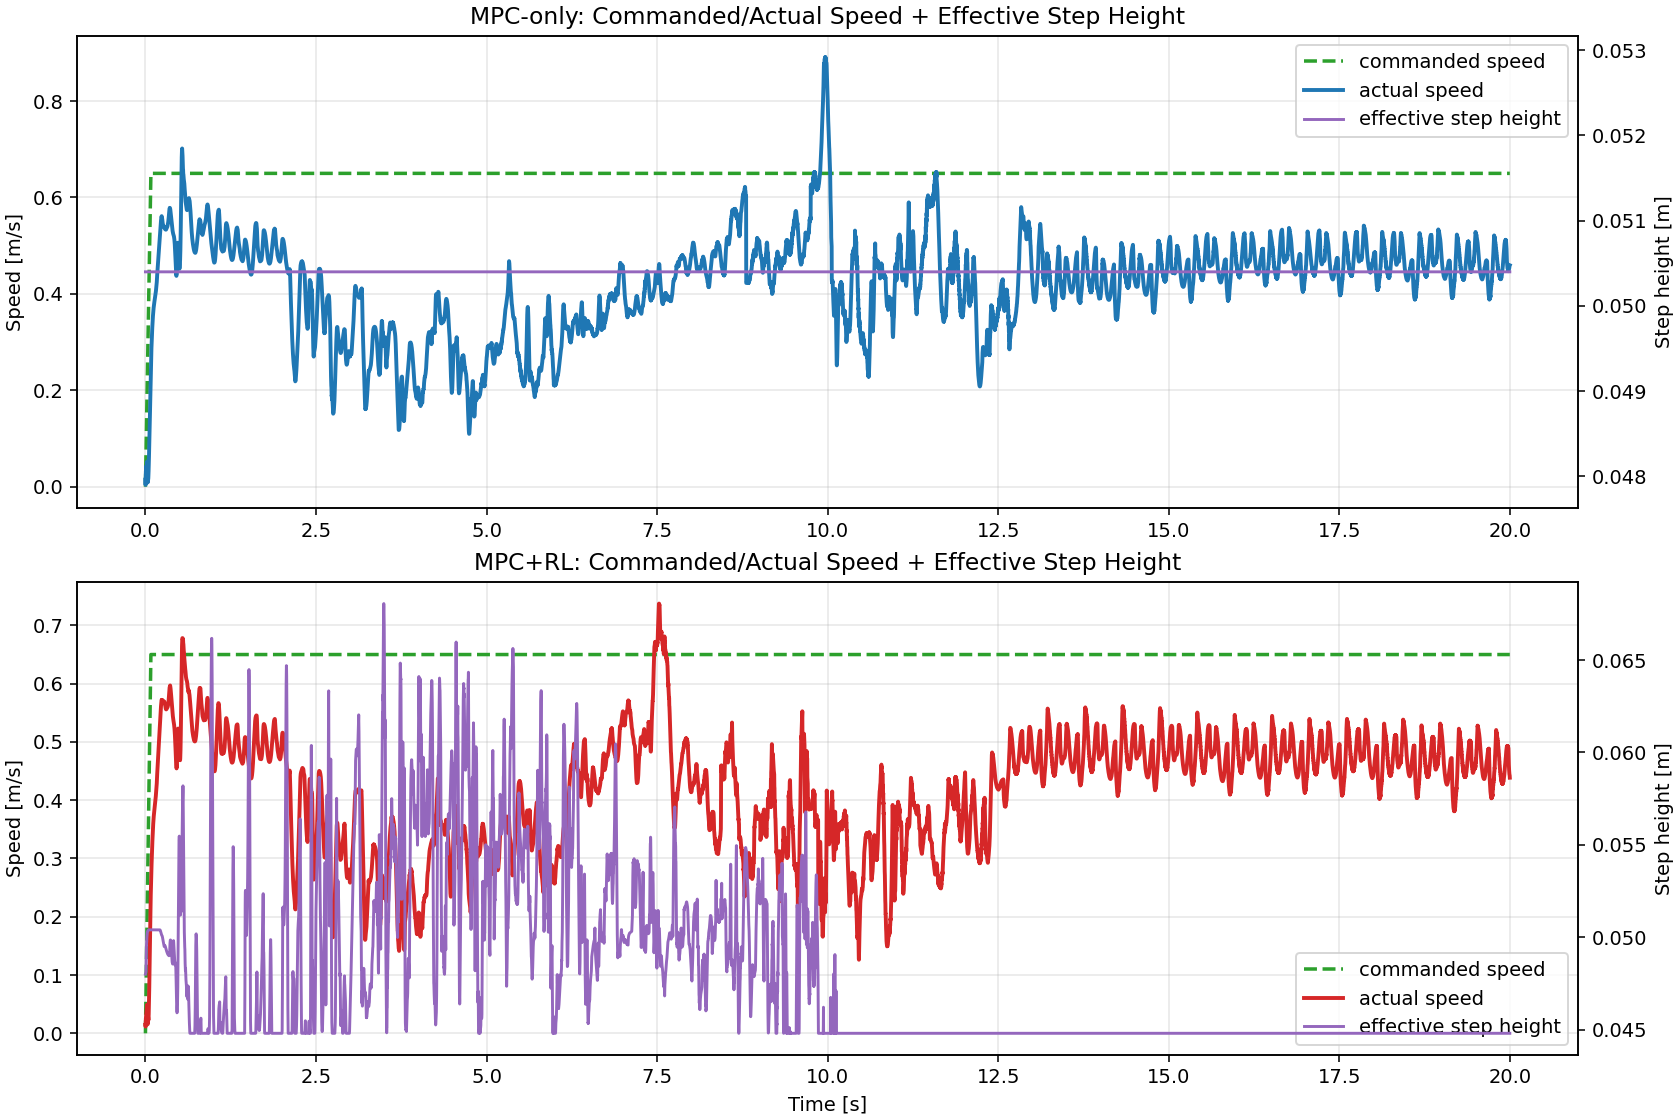 MPC-only: Commanded/Actual Speed + Effective Step Height
Speed [m/s]
0.8
0.6
0.4
0.2
0.0
commanded speed
actual speed
effective step height
0.053
0.052
0.051
0.050
0.049
0.048
Step height [m]
0.0 2.5 5.0 7.5 10.0 12.5 15.0 17.5 20.0
MPC+RL: Commanded/Actual Speed + Effective Step Height
Speed [m/s]
0.7
0.6
0.5
0.4
0.3
0.2
0.1
0.0
0.065
0.060
0.055
0.050
0.045
Step height [m]
commanded speed
actual speed
effective step height
0.0 2.5 5.0 7.5 10.0 12.5 15.0 17.5 20.0
Time [s]